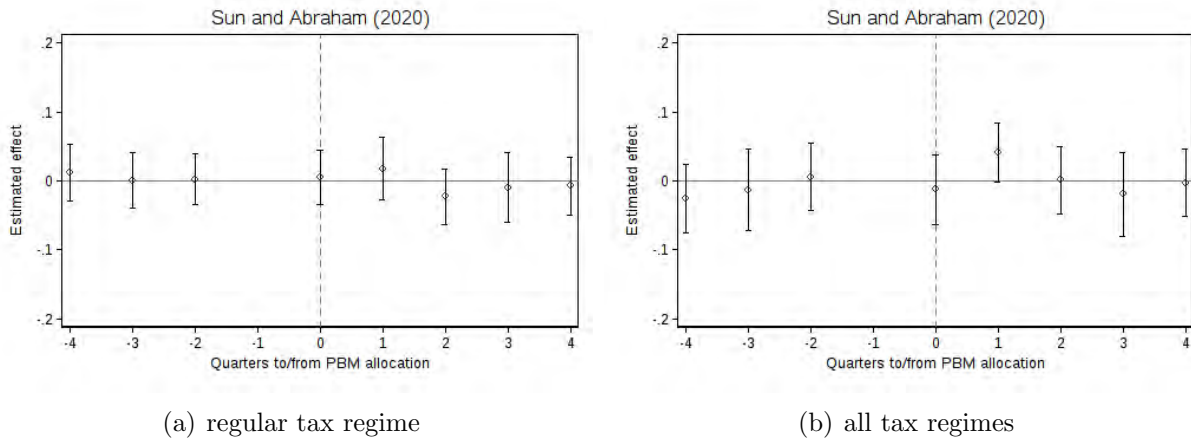 Sun and Abraham (2020)
.2
.1
0
-.1
-.2
Estimated effect
-4 -3 -2 -1 0 1 2 3 4
Quarters to/from PBM allocation
(a) regular tax regime
Sun and Abraham (2020)
.2
.1
0
-.1
-.2
Estimated effect
-4 -3 -2 -1 0 1 2 3 4
Quarters to/from PBM allocation
(b) all tax regimes